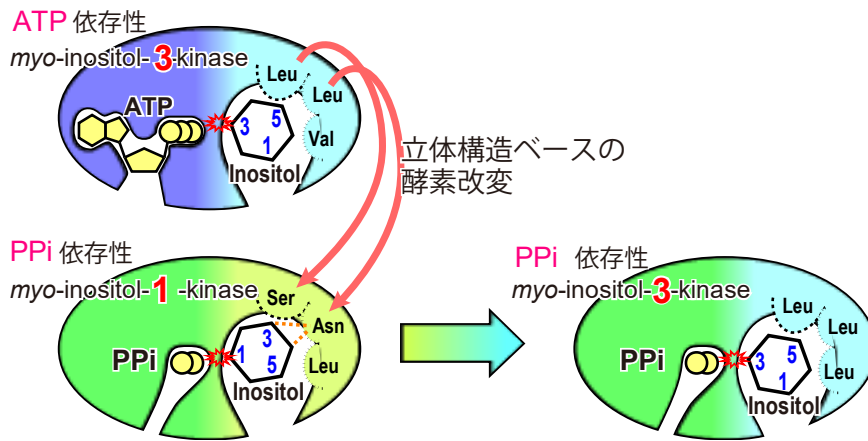 ATP 依存性
myo-inositol-3-kinase
Leu
Leu
Val
ATP
3
5
1
Inositol
立体構造ベースの
酵素改変
PPi 依存性
myo-inositol-1 -kinase
Ser
Asn
Leu
PPi
1
3
5
Inositol
PPi 依存性
myo-inositol-3-kinase
Leu
Leu
Leu
PPi
3
5
1
Inositol